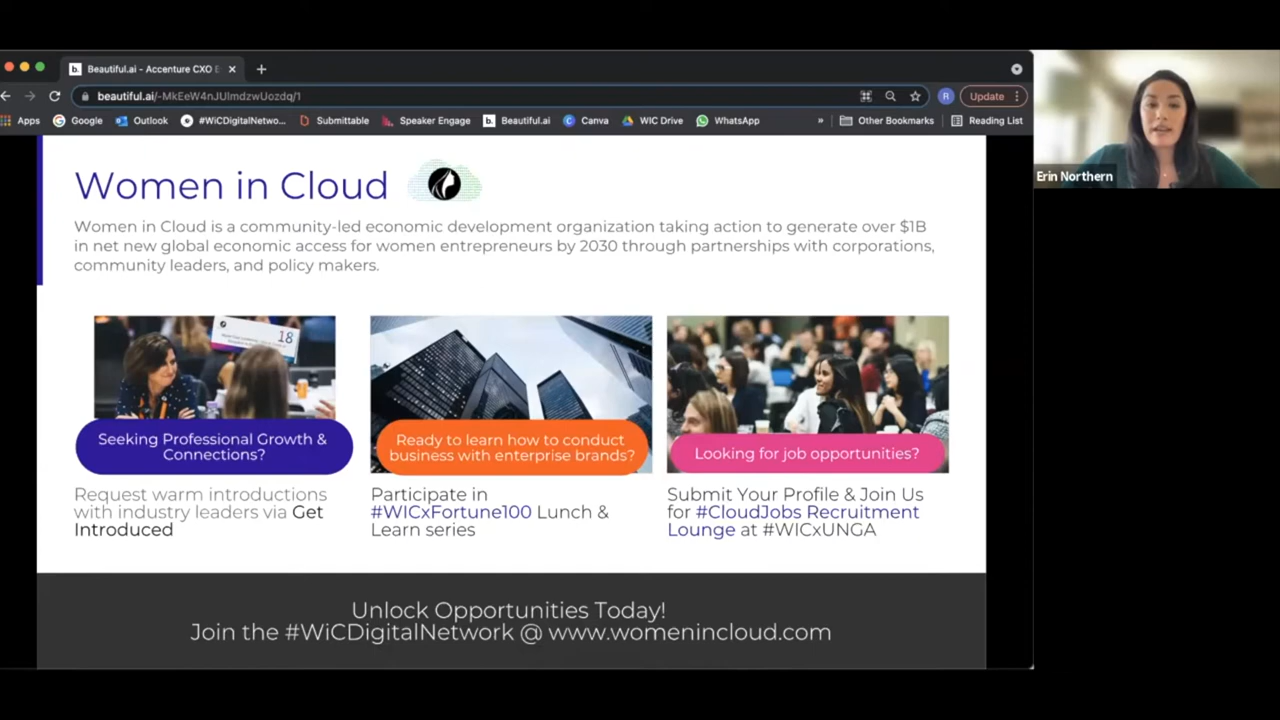 Beautiful.ai - Accenture CXO E
beautiful.ai/-MkEeW4nJUlmdzwUozdq/1
R
Update
Apps
Google
Outlook
#WiCDigitalNetwo...
Submittable
Speaker Engage
b.
Beautiful.ai
Canva
WIC Drive
WhatsApp
»
Other Bookmarks
Reading List
Erin Northern
Women in Cloud
Women in Cloud is a community-led economic development organization taking action to generate over $1B
in net new global economic access for women entrepreneurs by 2030 through partnerships with corporations,
community leaders, and policy makers.
18
Seeking Professional Growth &
Connections?
Request warm introductions
with industry leaders via Get
Introduced
Ready to learn how to conduct
business with enterprise brands?
Participate in
#WICxFortune100 Lunch &
Learn series
Looking for job opportunities?
Submit Your Profile & Join Us
for #CloudJobs Recruitment
Lounge at #WICxUNGA
Unlock Opportunities Today!
Join the #WiCDigitalNetwork @ www.womenincloud.com